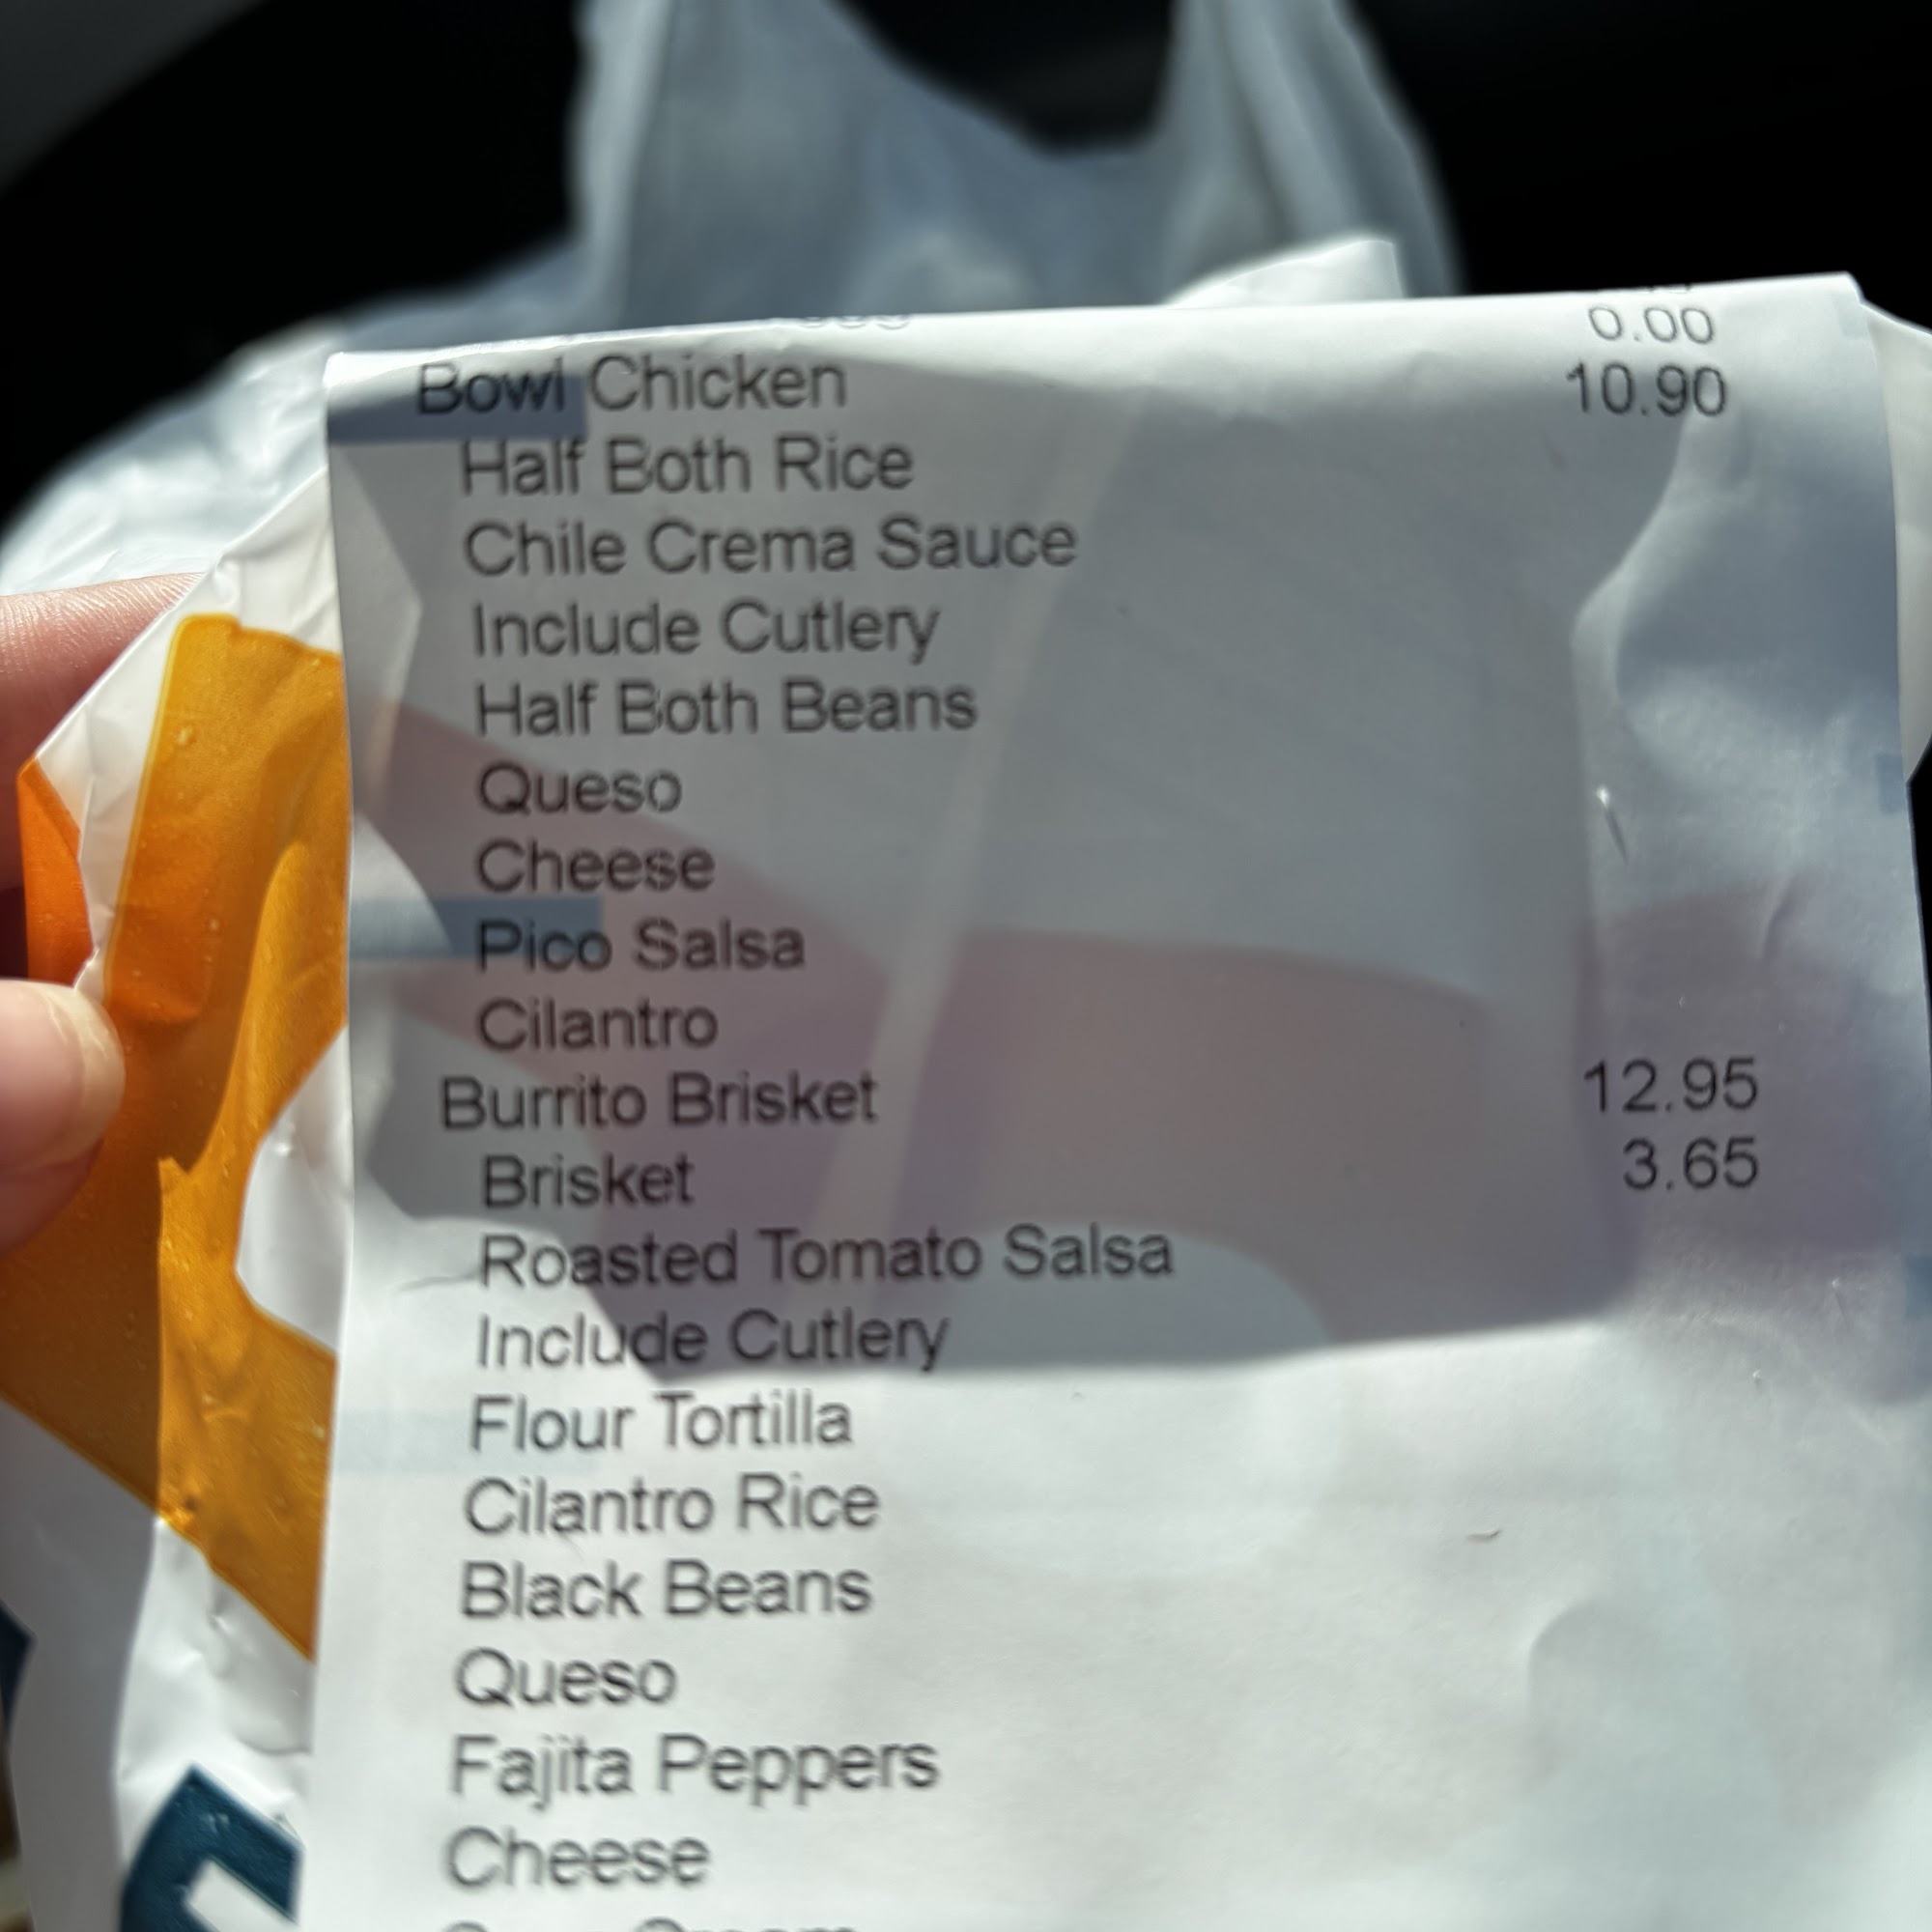 0.00
Bowl Chicken 10.90
Half Both Rice
Chile Crema Sauce
Include Cutlery
Half Both Beans
Queso
Cheese
Pico Salsa
Cilantro
Burrito Brisket 12.95
Brisket 3.65
Roasted Tomato Salsa
Include Cutlery
Flour Tortilla
Cilantro Rice
Black Beans
Queso
Fajita Peppers
Cheese